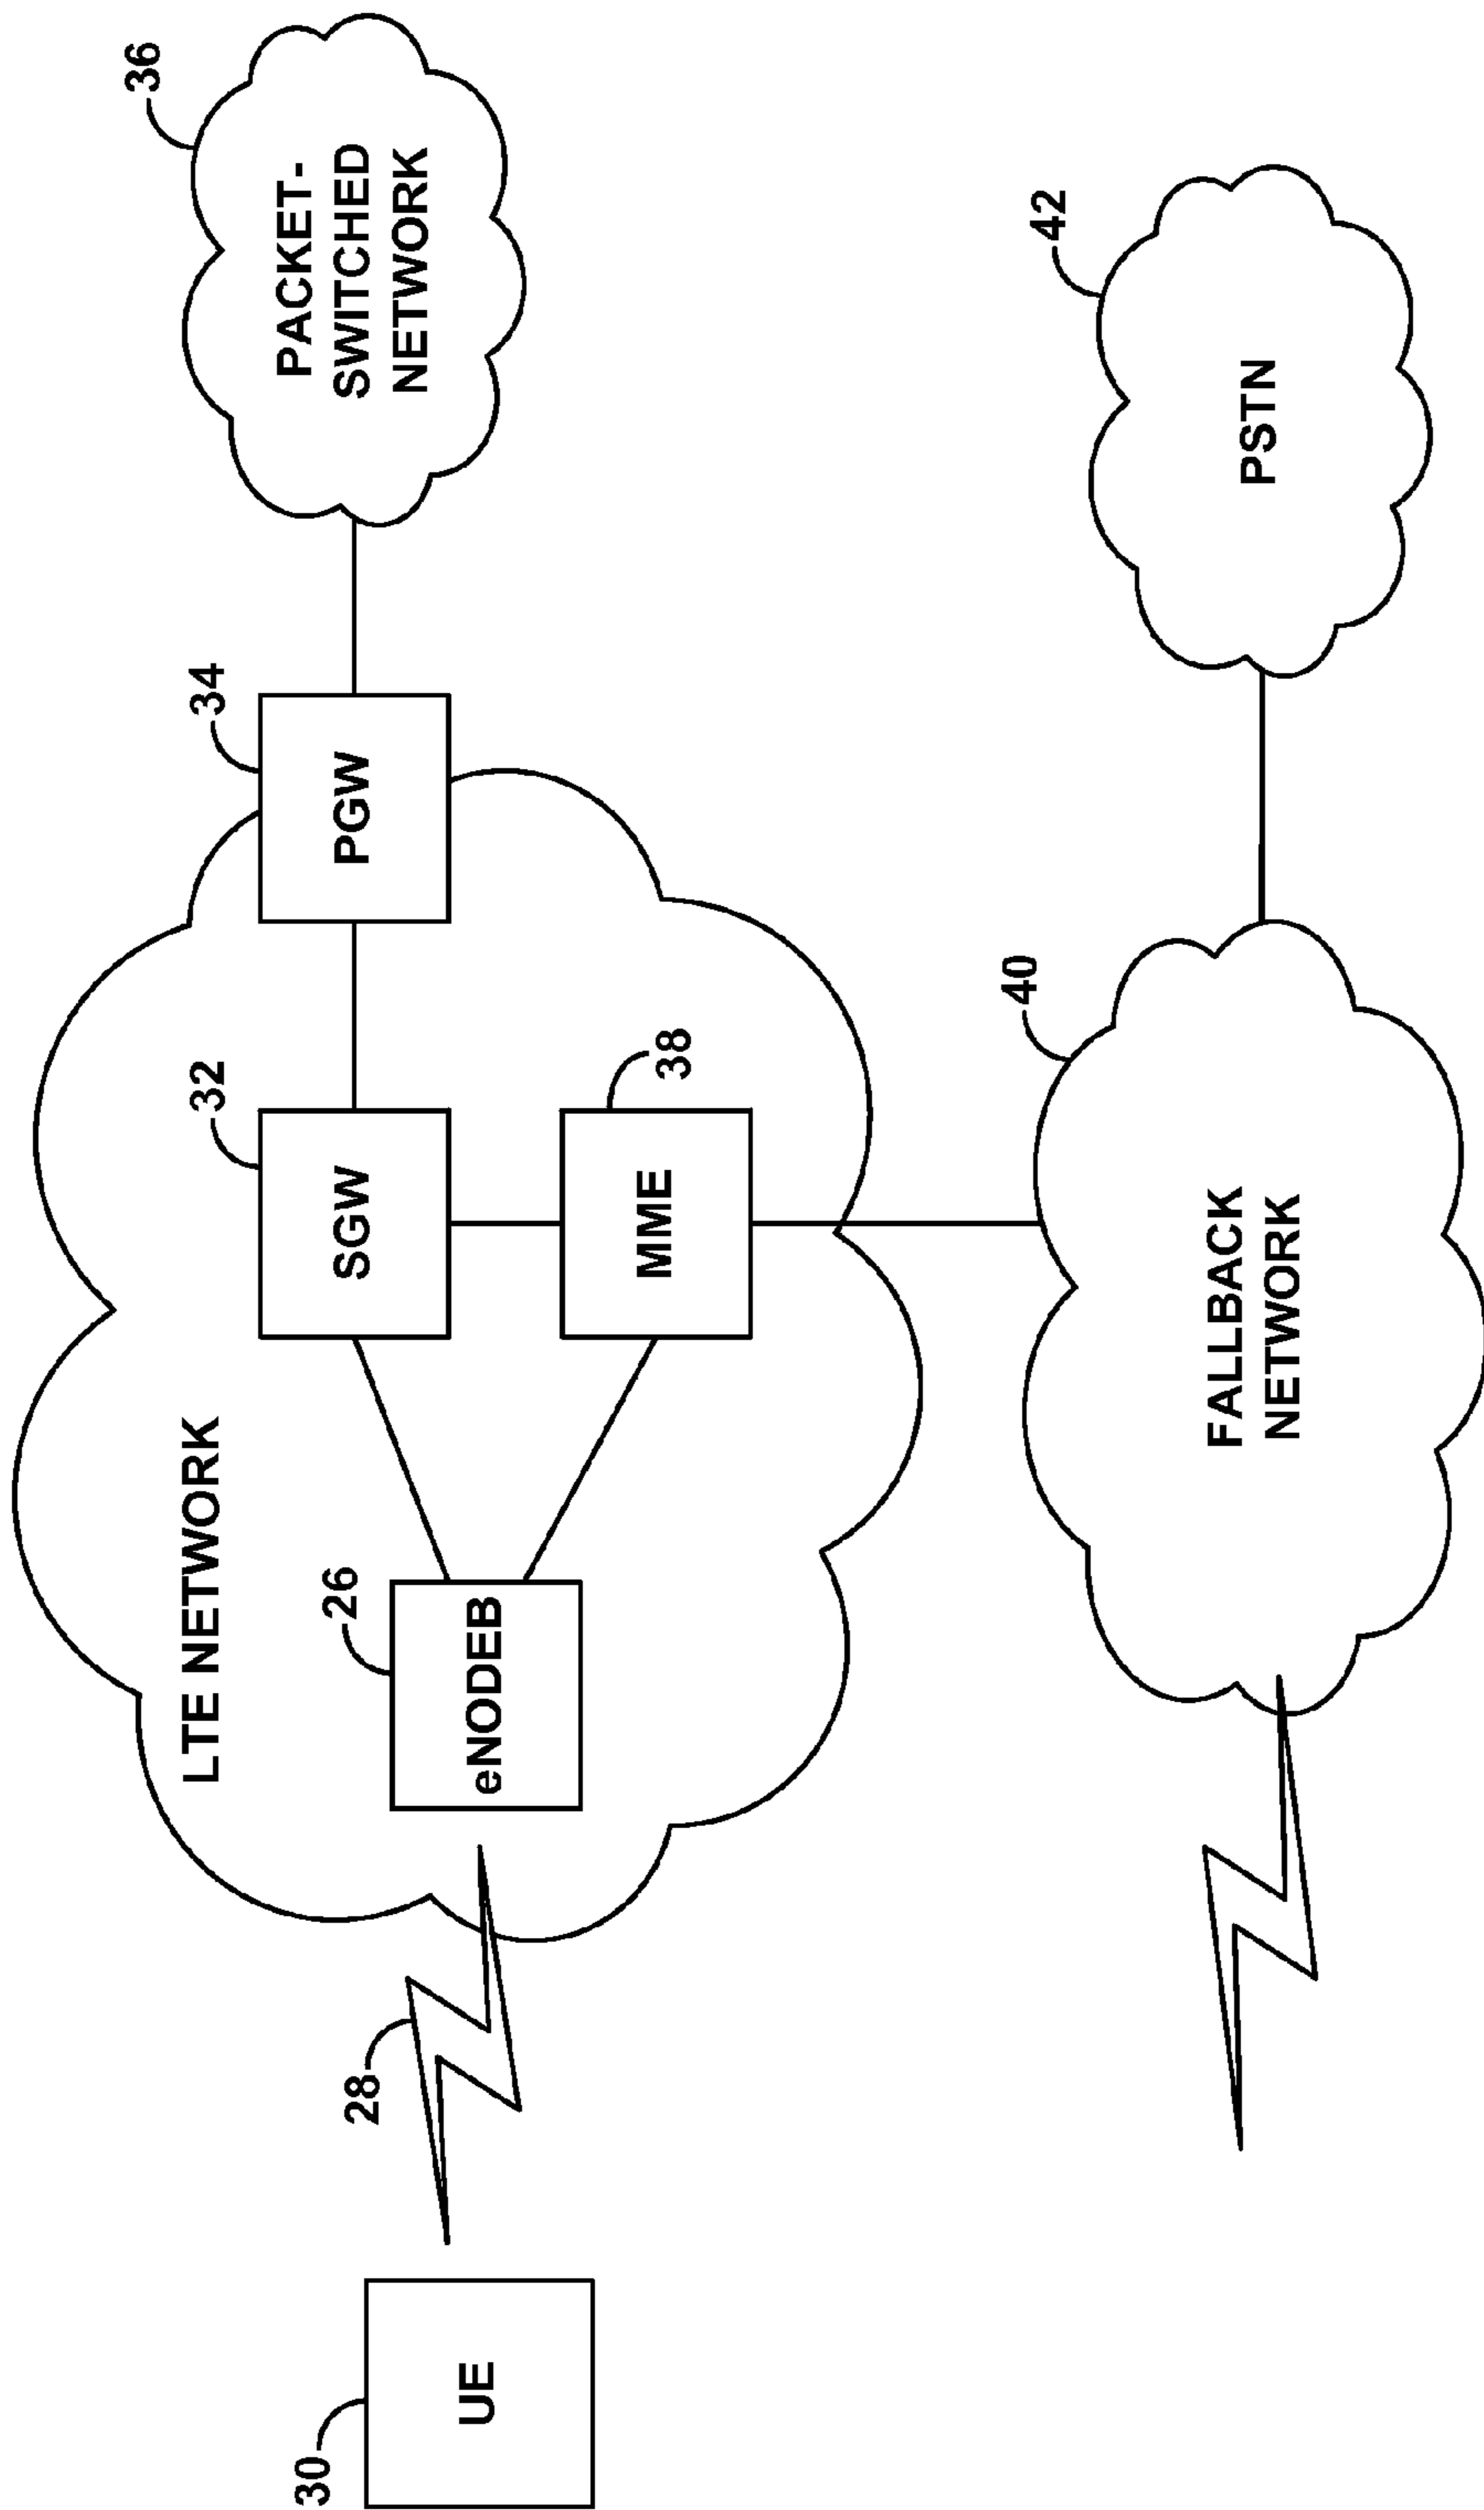 LTE NETWORK
30
UE
28
26
eNODEB
32
SGW
34
PGW
36
PACKET-
SWITCHED
NETWORK
38
MME
40
FALLBACK
NETWORK
42
PSTN